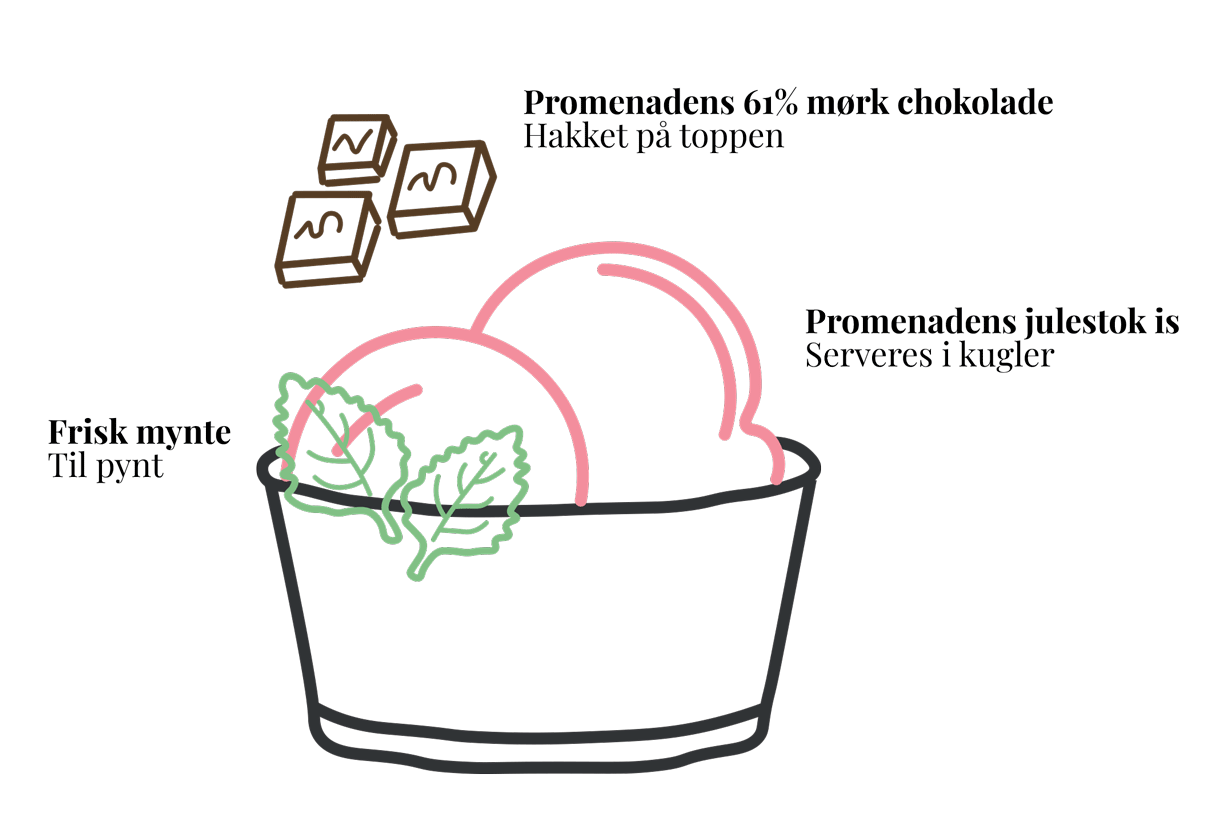 Promenadens 61% mørk chokolade
Hakket på toppen
Promenadens julestok is
Serveres i kugler
Frisk mynte
Til pynt